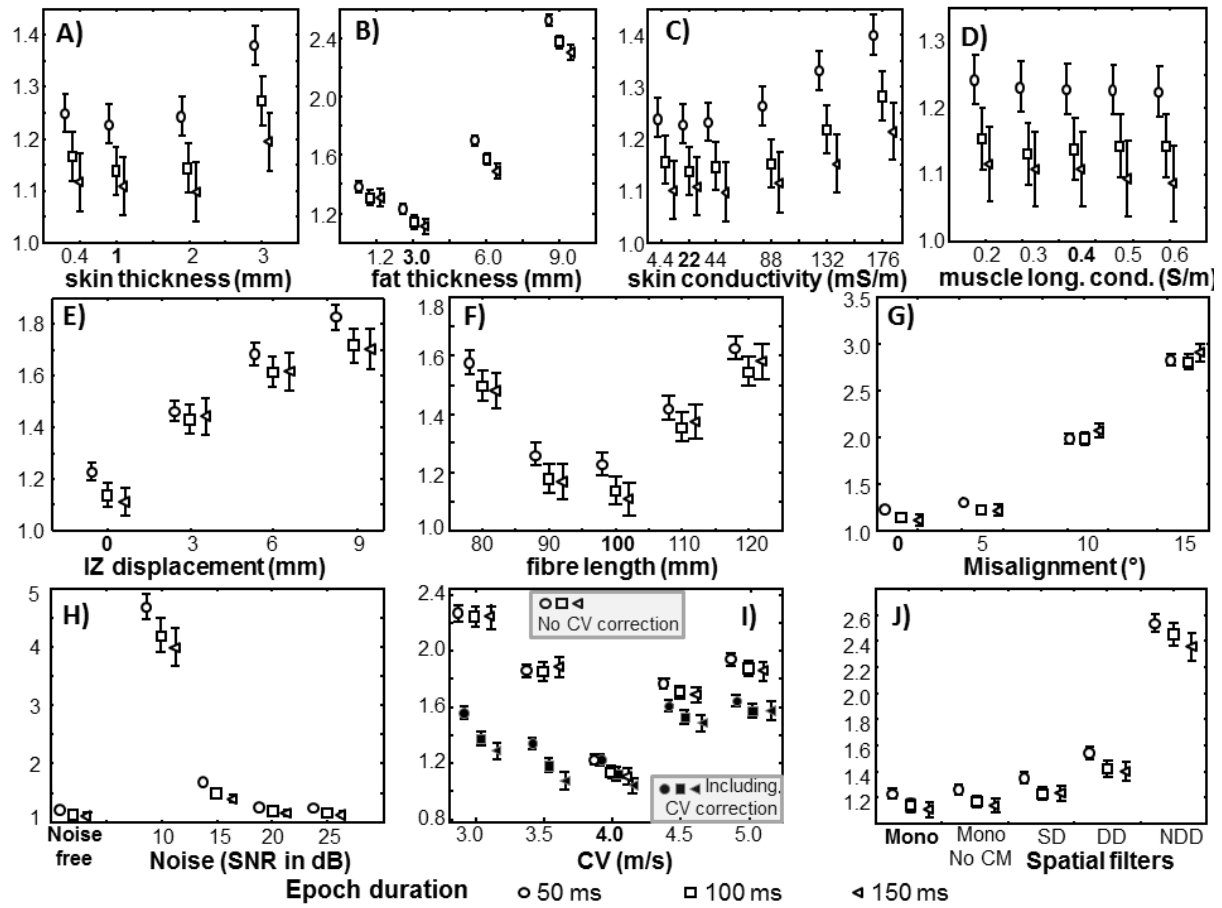 A) B) C) D)
1.4 1.3 1.2 1.1 1.0
2.4 2.0 1.6 1.2
1.4 1.3 1.2 1.1 1.0
1.3 1.2 1.1 1.0
0.4 1 2 3
1.2 3.0 6.0 9.0
4.4 22 44 88 132 176
0.2 0.3 0.4 0.5 0.6
skin thickness (mm) fat thickness (mm) skin conductivity (mS/m) muscle long. cond. (S/m)
E) F) G)
1.8 1.6 1.4 1.2 1.0
1.8 1.6 1.4 1.2 1.0
3.5 3.0 2.5 2.0 1.5 1.0
0 3 6 9
80 90 100 110 120
0 5 10 15
IZ displacement (mm) fibre length (mm) Misalignment (°)
H) I) J)
5 4 3 2 1
2.4 2.0 1.6 1.2 0.8
2.6 2.4 2.2 2.0 1.8 1.6 1.4 1.2
No CV correction
Including.
CV correction
Noise free 10 15 20 25
3.0 3.5 4.0 4.5 5.0
Mono Mono No CM SD DD NDD
Noise (SNR in dB) CV (m/s) Spatial filters
Epoch duration 50 ms 100 ms 150 ms